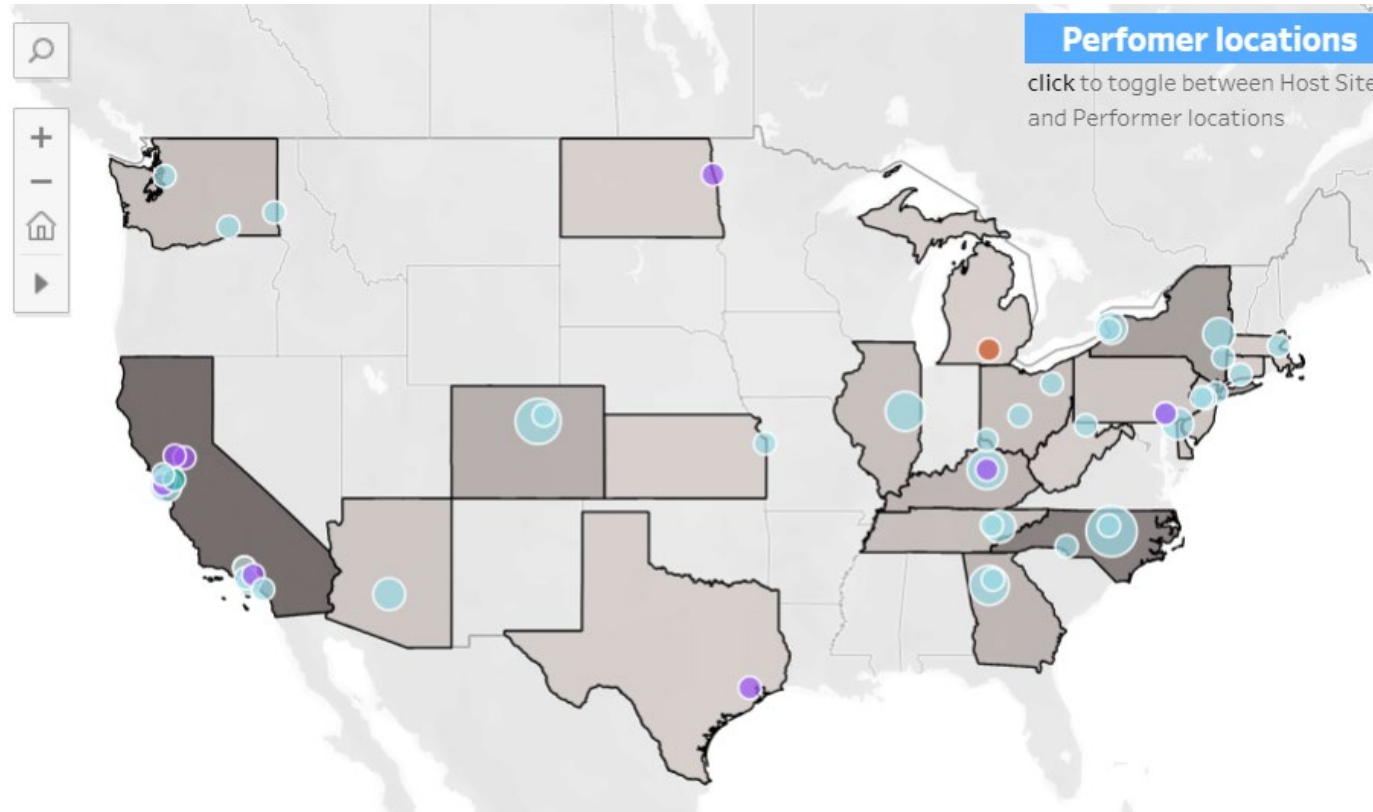 Perfomer locations
click to toggle between Host Site
and Performer locations